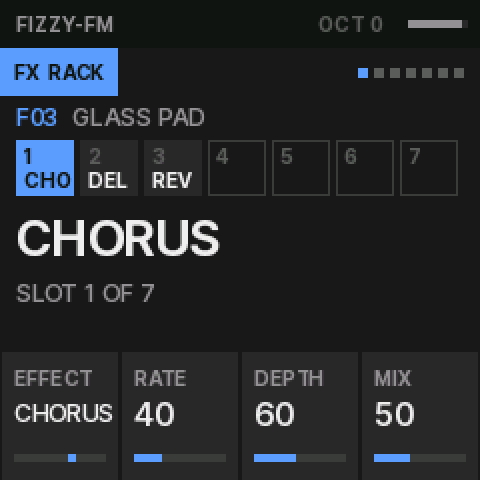 FIZZY-FM OCT 0
FX RACK
F03 GLASS PAD
1 2 3 4 5 6 7
CHO DEL REV
CHORUS
SLOT 1 OF 7
EFFECT RATE DEPTH MIX
CHORUS 40 60 50